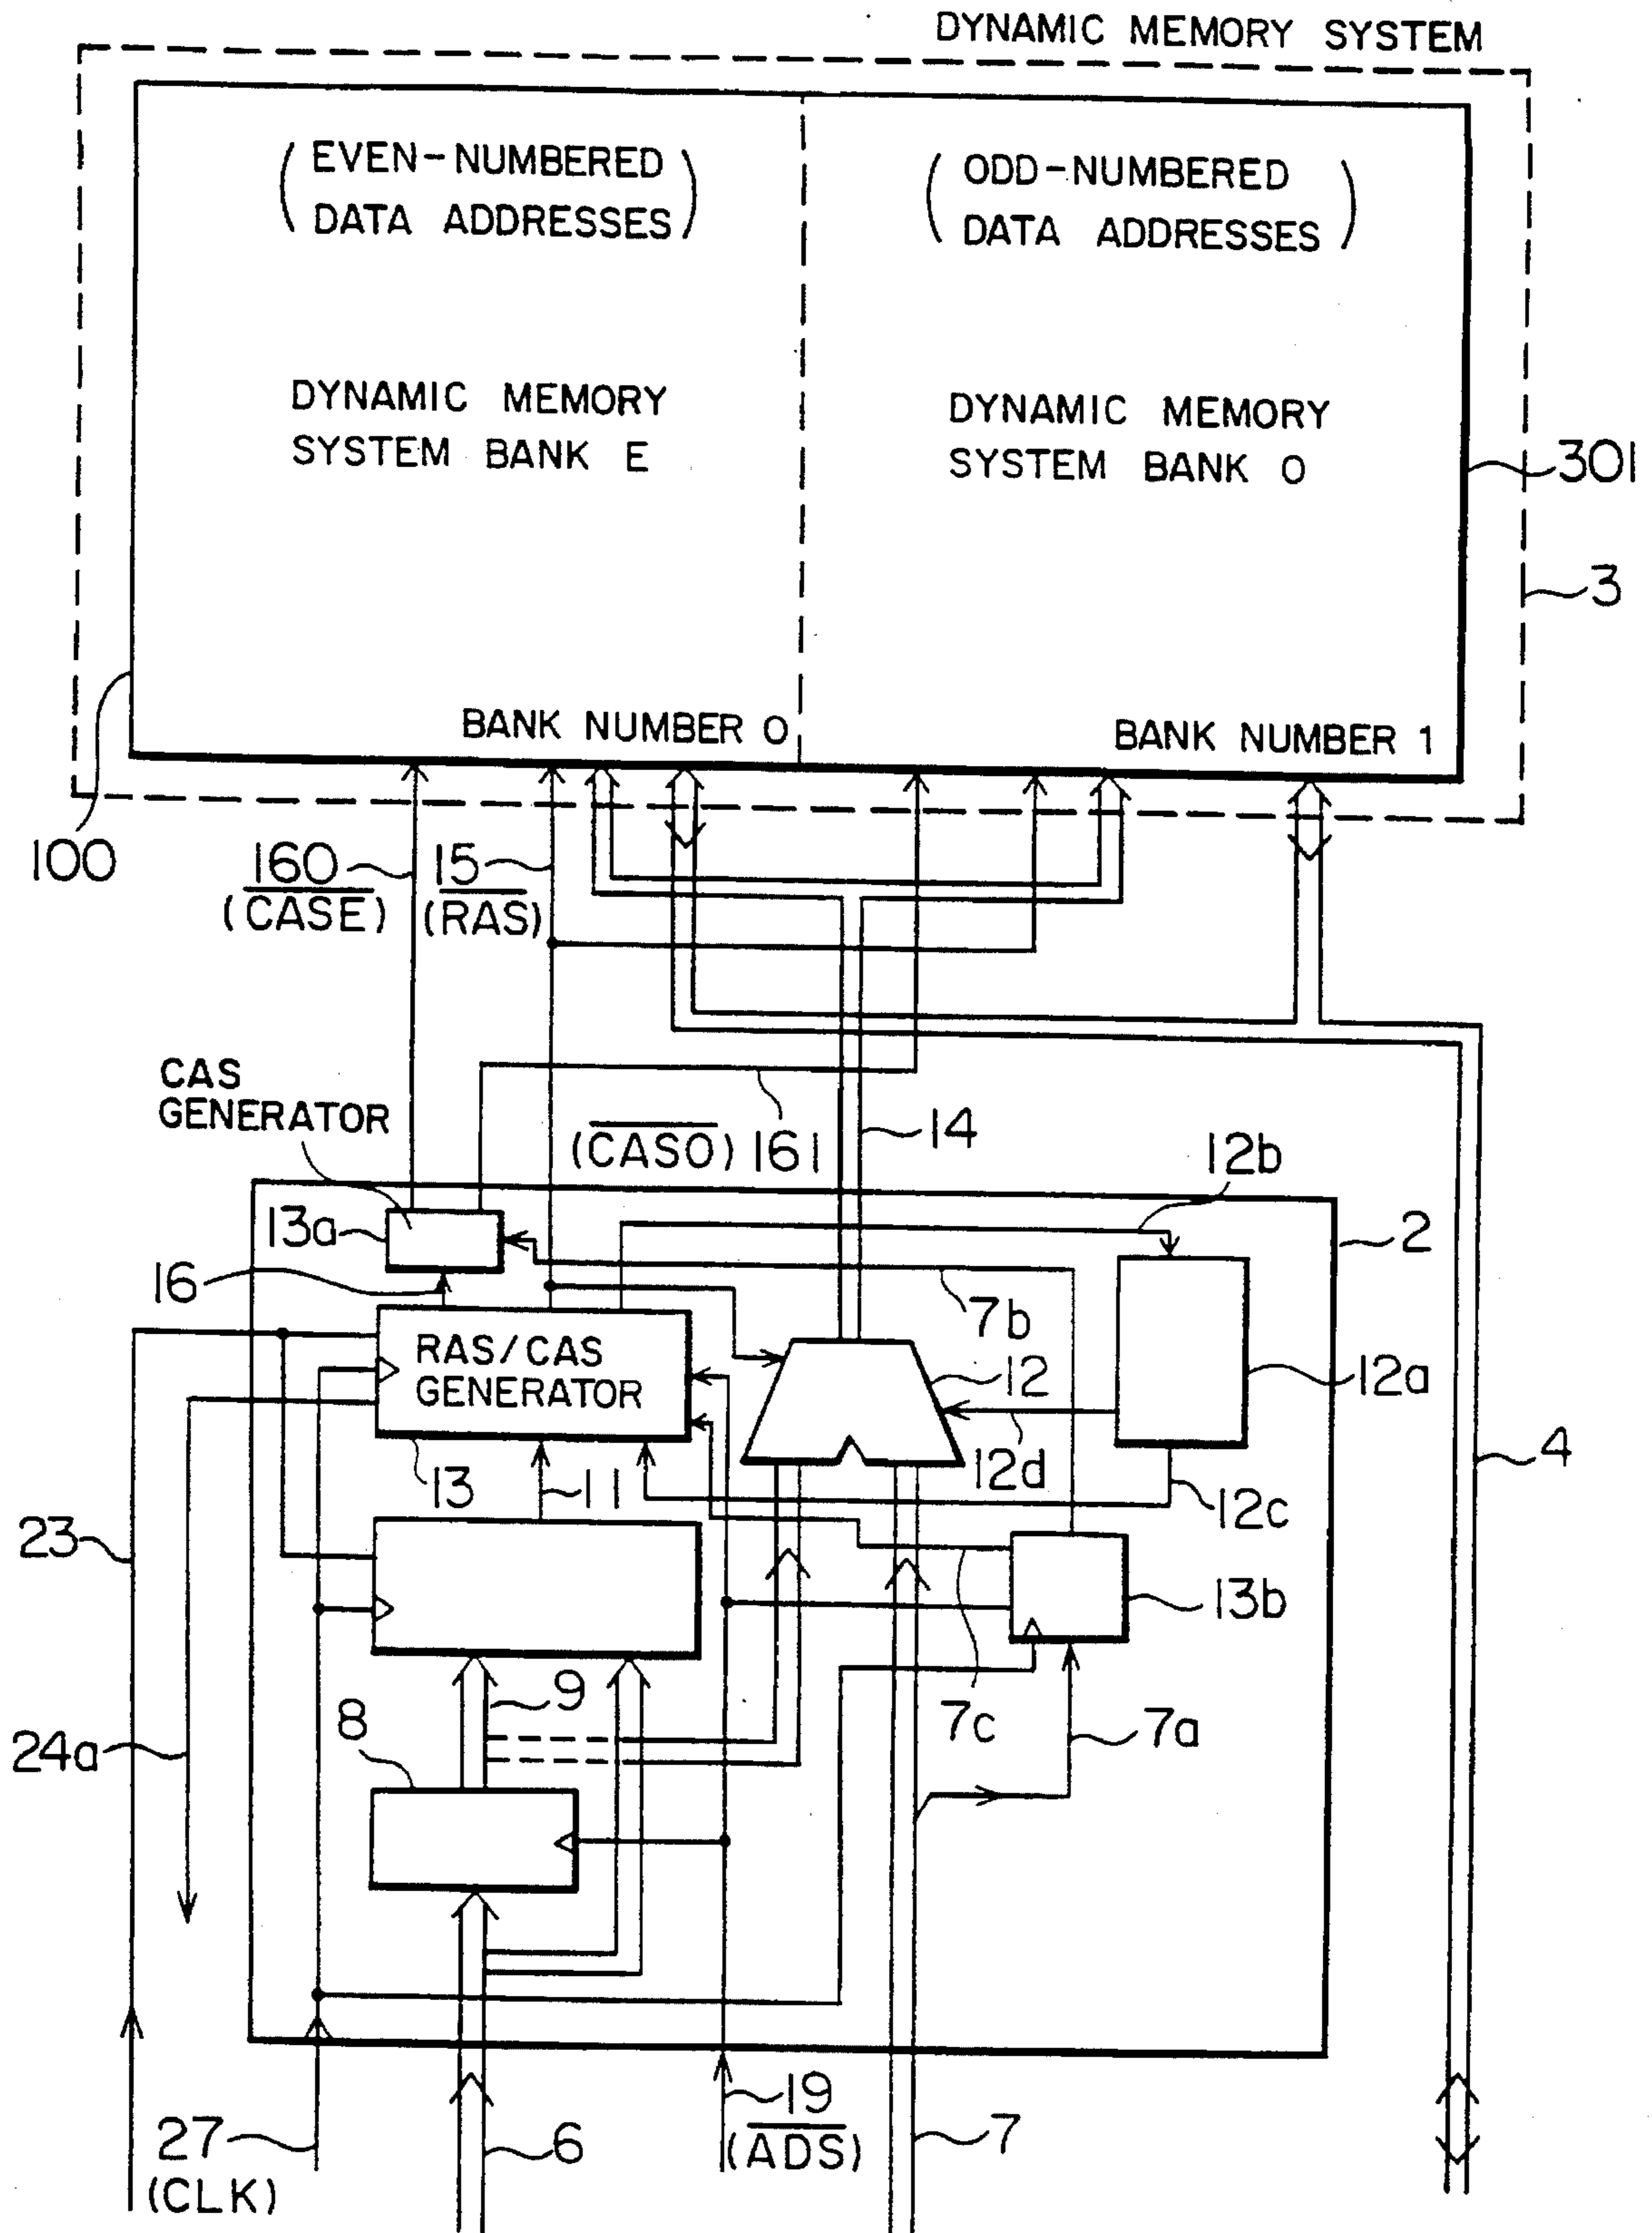 DYNAMIC MEMORY SYSTEM
(EVEN-NUMBERED
DATA ADDRESSES)
(ODD-NUMBERED
DATA ADDRESSES)
DYNAMIC MEMORY
SYSTEM BANK E
DYNAMIC MEMORY
SYSTEM BANK O
301
3
BANK NUMBER 0
BANK NUMBER 1
100
160
(CASE)
15
(RAS)
CAS
GENERATOR
(CASO) 161
14
12b
13a
2
16
7b
RAS/CAS
GENERATOR
12
12a
12d
4
13
11
12c
23
13b
9
8
7c
7a
24a
19
(ADS)
27
(CLK)
6
7